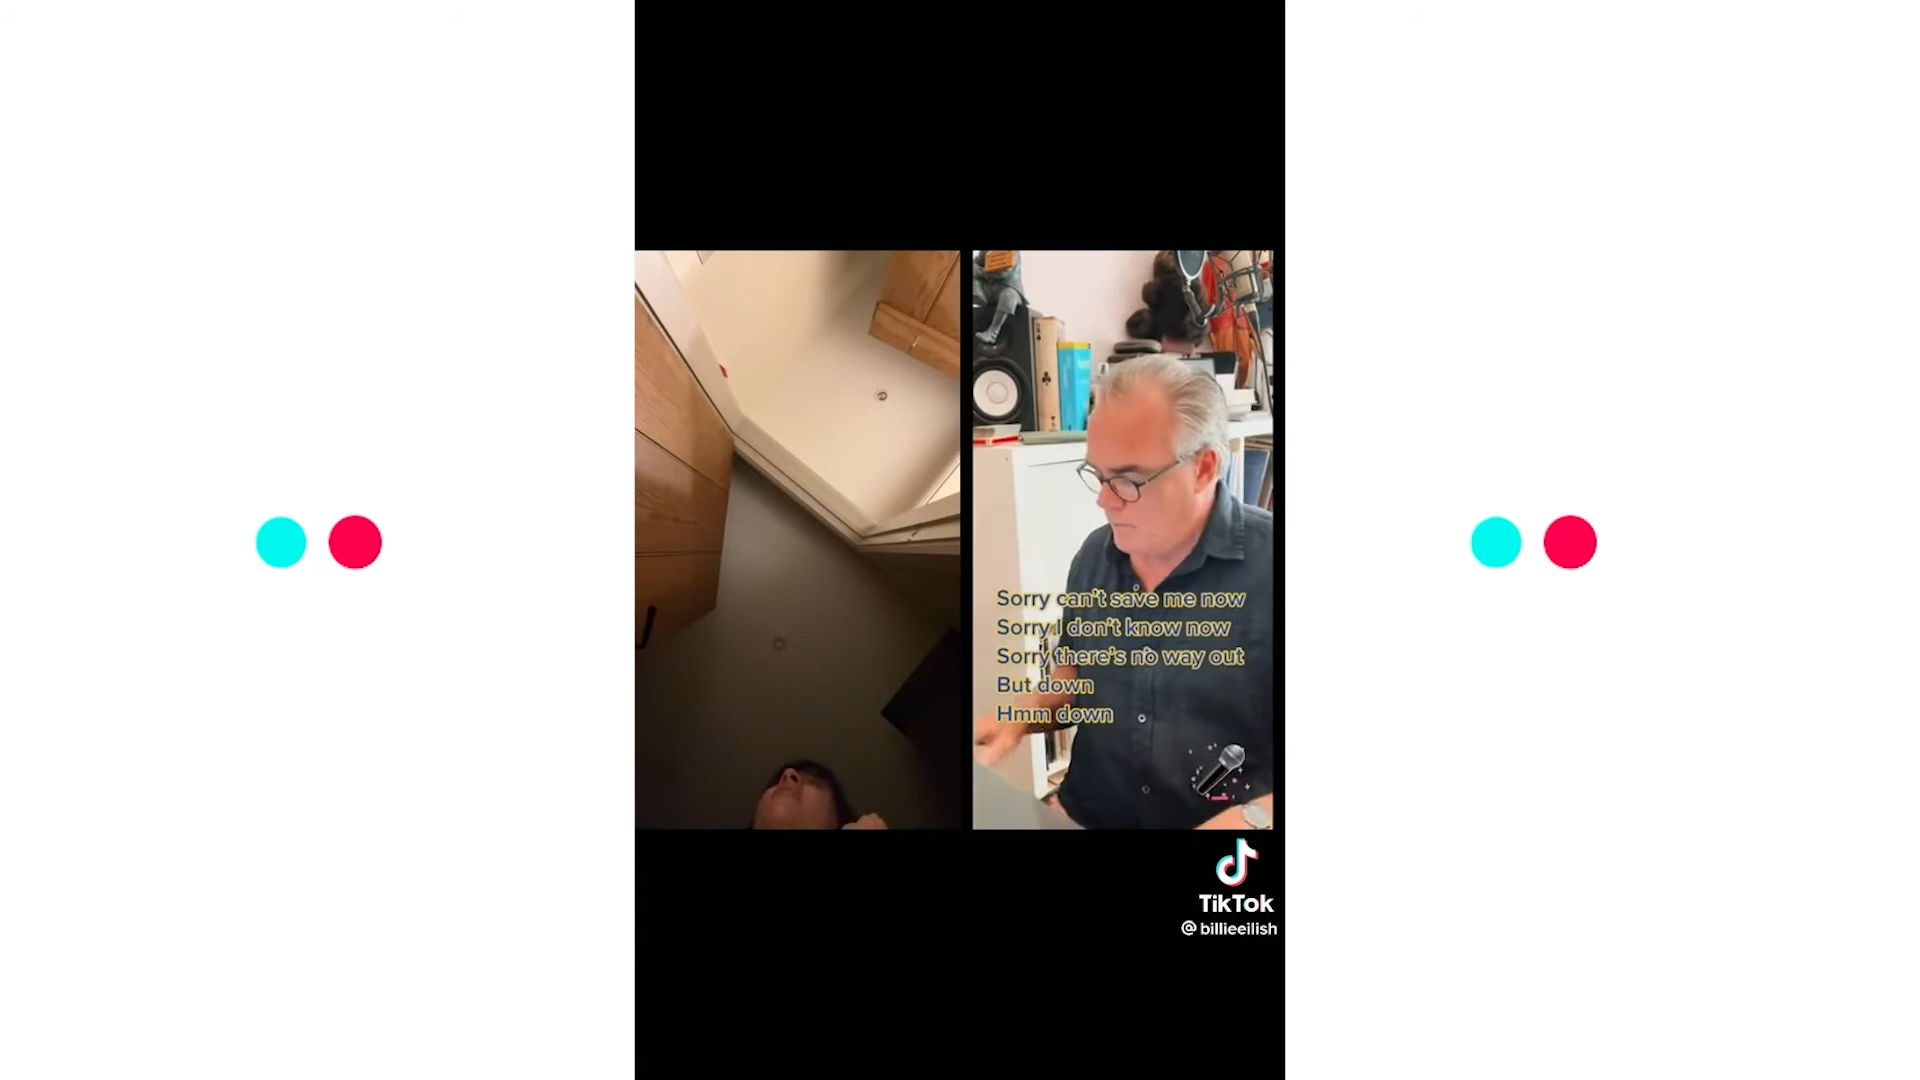 Sorry can't save me now
Sorry I don't know now
Sorry there's no way out
But down
Hmm down
TikTok
@billieeilish